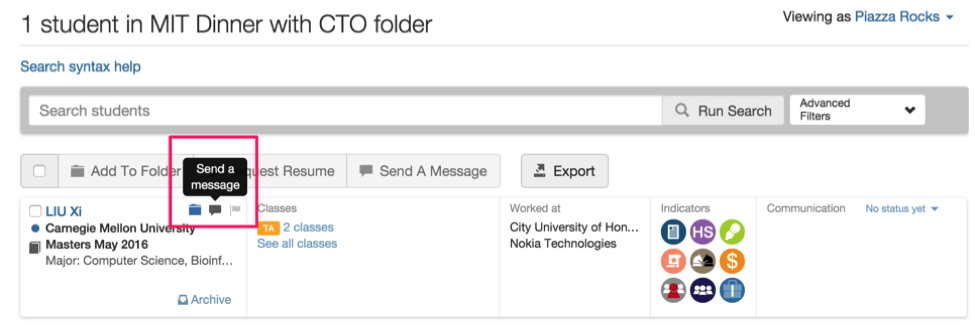 1 student in MIT Dinner with CTO folder
Viewing as Piazza Rocks
Search syntax help
Search students
Run Search
Advanced
Filters
Add To Folder
quest Resume
Send A Message
Export
Send a
message
LIU Xi
Carnegie Mellon University
Masters May 2016
Major: Computer Science, Bioinf...
Archive
Classes
TA 2 classes
See all classes
Worked at
City University of Hon...
Nokia Technologies
Indicators
HS
$
Communication
No status yet